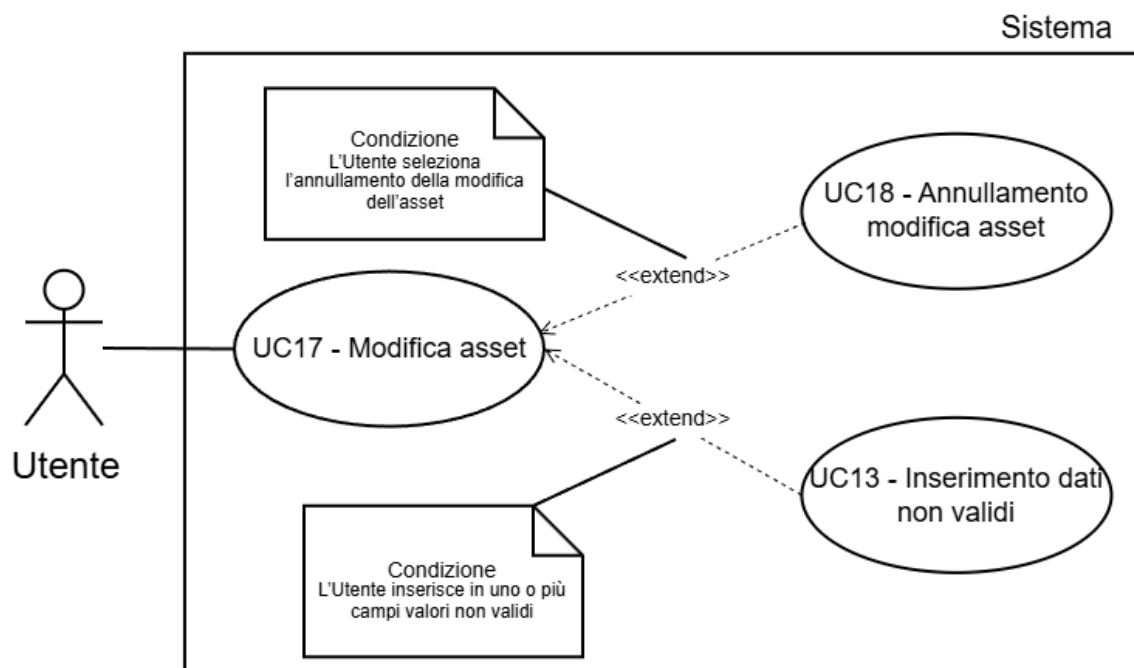 Sistema
Condizione
L'Utente seleziona
l'annullamento della modifica
dell'asset
UC18 - Annullamento
modifica asset
<<extend>>
UC17 - Modifica asset
<<extend>>
Utente
UC13 - Inserimento dati
non validi
Condizione
L'Utente inserisce in uno o più
campi valori non validi